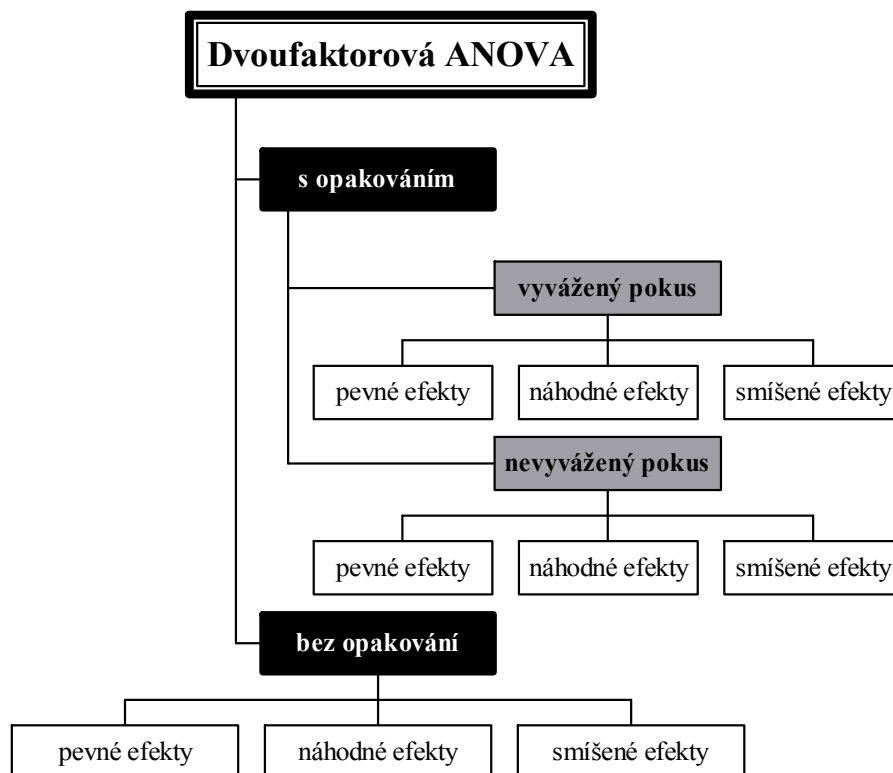 Dvoufaktorová ANOVA
s opakováním
vyvážený pokus
pevné efekty
náhodné efekty
smíšené efekty
nevyvážený pokus
pevné efekty
náhodné efekty
smíšené efekty
bez opakování
pevné efekty
náhodné efekty
smíšené efekty